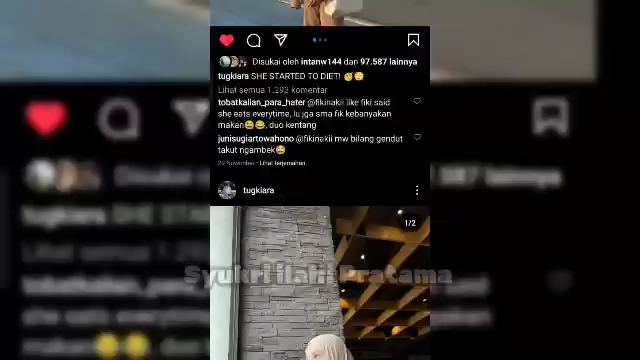 Disukai oleh intanw144 dan 97.587 lainnya
tugkiara SHE STARTED TO DIET! 🥳😴
Lihat semua 1.293 komentar
tobatkalian_para_hater @fikinakii like fiki said
she eats everytime, lu jga sma fik kebanyakan
makan😂😂, duo kentang
junisugiartowahono @fikinakii mw bilang gendut
takut ngambek😂
29 November • Lihat terjemahan
tugkiara
1/2
Syukri ilahi Pratama